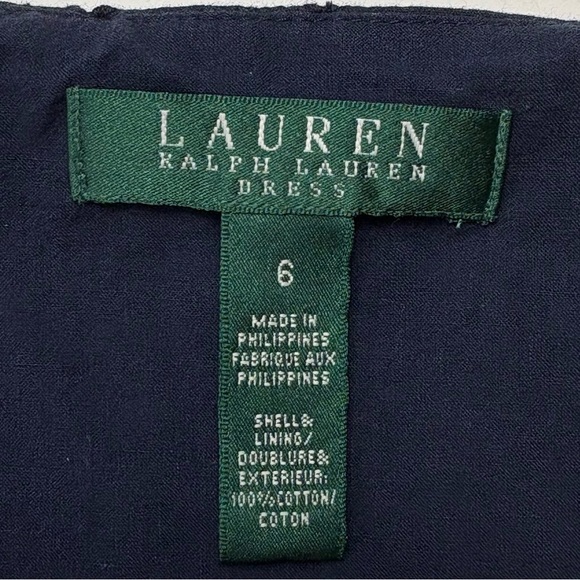 LAUREN
RALPH LAUREN
DRESS
6
MADE IN
PHILIPPINES
FABRIQUE AUX
PHILIPPINES
SHELL&
LINING/
DOUBLURE&
EXTERIEUR:
100%COTTON/
COTON